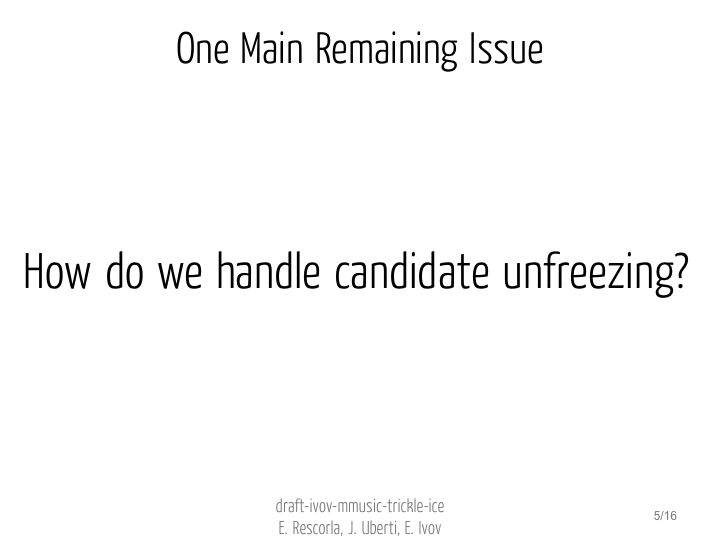 One Main Remaining Issue
How do we handle candidate unfreezing?
draft-ivov-mmusic-trickle-ice
E. Rescorla, J. Uberti, E. Ivov
5/16